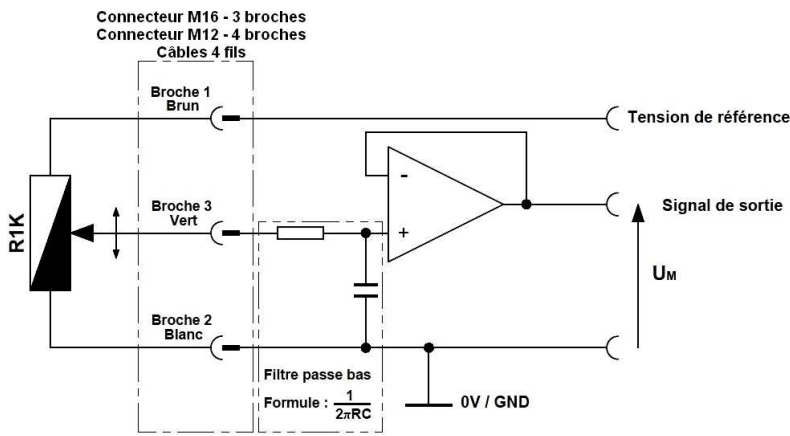 Connecteur M16 - 3 broches
Connecteur M12 - 4 broches
Câbles 4 fils
Broche 1
Brun
Tension de référence
-
R1K
Broche 3
Vert
+
Signal de sortie
UM
Broche 2
Blanc
Filtre passe bas
Formule : 1
2πRC
0V / GND